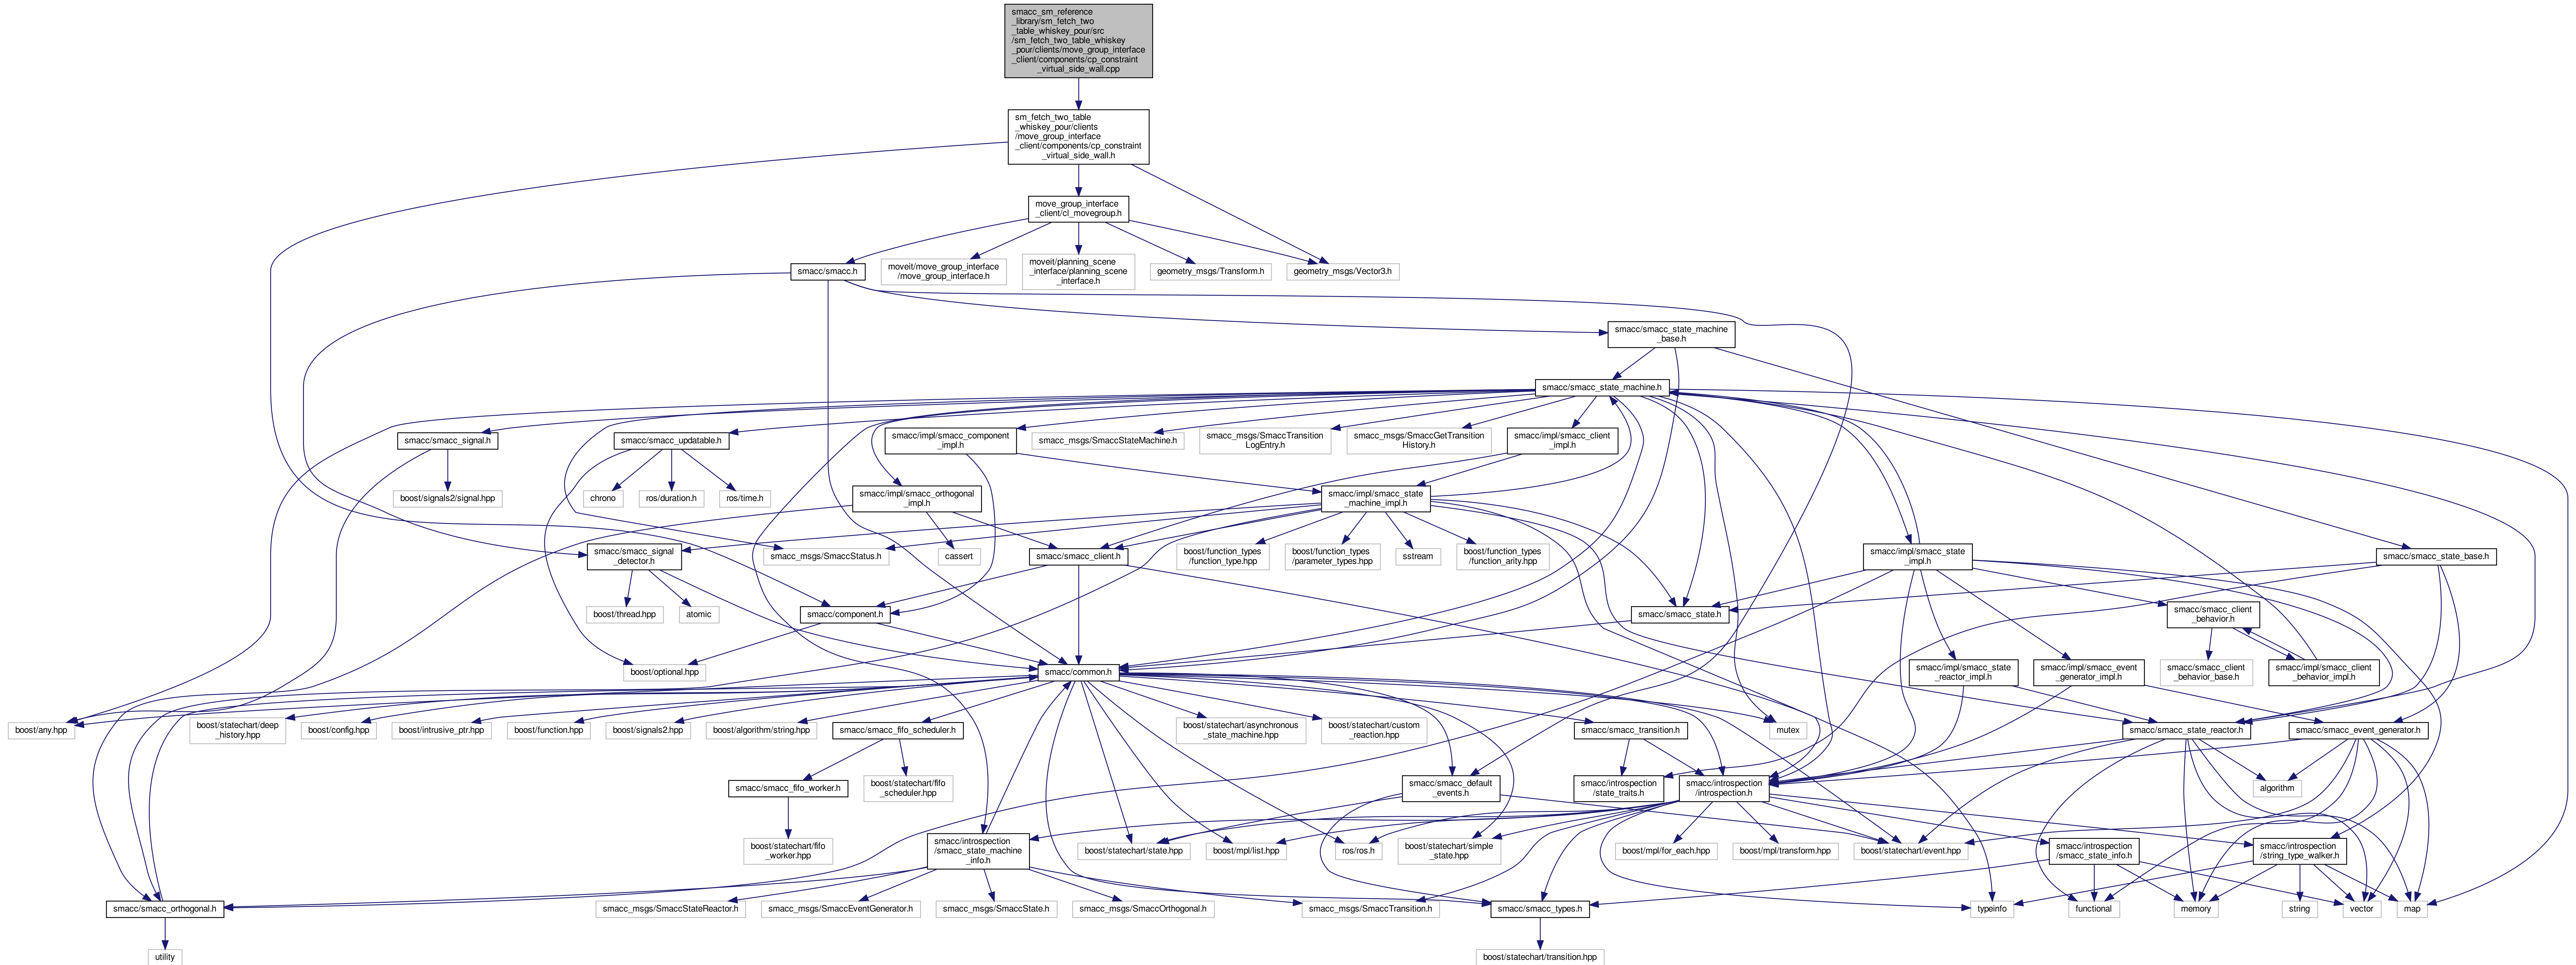 smacc_sm_reference
_library/sm_fetch_two
_table_whiskey_pour/src
/sm_fetch_two_table_whiskey
_pour/clients/move_group_interface
_client/components/cp_constraint
_virtual_side_wall.cpp
sm_fetch_two_table
_whiskey_pour/clients
/move_group_interface
_client/components/cp_constraint
_virtual_side_wall.h
move_group_interface
_client/cl_movegroup.h
smacc/smacc.h
moveit/move_group_interface
/move_group_interface.h
moveit/planning_scene
_interface/planning_scene
_interface.h
geometry_msgs/Transform.h
geometry_msgs/Vector3.h
smacc/smacc_state_machine
_base.h
smacc/smacc_state_machine.h
smacc/smacc_signal.h
smacc/smacc_updatable.h
smacc/impl/smacc_component
_impl.h
smacc_msgs/SmaccStateMachine.h
smacc_msgs/SmaccTransition
LogEntry.h
smacc_msgs/SmaccGetTransition
History.h
smacc/impl/smacc_client
_impl.h
boost/signals2/signal.hpp
chrono
ros/duration.h
ros/time.h
smacc/impl/smacc_orthogonal
_impl.h
smacc/impl/smacc_state
_machine_impl.h
smacc/smacc_signal
_detector.h
smacc_msgs/SmaccStatus.h
cassert
smacc/smacc_client.h
boost/function_types
/function_type.hpp
boost/function_types
/parameter_types.hpp
sstream
boost/function_types
/function_arity.hpp
smacc/impl/smacc_state
_impl.h
smacc/smacc_state_base.h
boost/thread.hpp
atomic
smacc/component.h
smacc/smacc_state.h
smacc/smacc_client
_behavior.h
boost/optional.hpp
smacc/common.h
smacc/impl/smacc_state
_reactor_impl.h
smacc/impl/smacc_event
_generator_impl.h
smacc/smacc_client
_behavior_base.h
smacc/impl/smacc_client
_behavior_impl.h
boost/any.hpp
boost/statechart/deep
_history.hpp
boost/config.hpp
boost/intrusive_ptr.hpp
boost/function.hpp
boost/signals2.hpp
boost/algorithm/string.hpp
smacc/smacc_fifo_scheduler.h
boost/statechart/asynchronous
_state_machine.hpp
boost/statechart/custom
_reaction.hpp
smacc/smacc_transition.h
mutex
smacc/smacc_state_reactor.h
smacc/smacc_event_generator.h
smacc/smacc_fifo_worker.h
boost/statechart/fifo
_scheduler.hpp
smacc/smacc_default
_events.h
smacc/introspection
/state_traits.h
smacc/introspection
/introspection.h
algorithm
boost/statechart/fifo
_worker.hpp
smacc/introspection
/smacc_state_machine
_info.h
boost/statechart/state.hpp
boost/mpl/list.hpp
ros/ros.h
boost/statechart/simple
_state.hpp
boost/mpl/for_each.hpp
boost/mpl/transform.hpp
boost/statechart/event.hpp
smacc/introspection
/smacc_state_info.h
smacc/introspection
/string_type_walker.h
smacc/smacc_orthogonal.h
smacc_msgs/SmaccStateReactor.h
smacc_msgs/SmaccEventGenerator.h
smacc_msgs/SmaccState.h
smacc_msgs/SmaccOrthogonal.h
smacc_msgs/SmaccTransition.h
smacc/smacc_types.h
typeinfo
functional
memory
string
vector
map
utility
boost/statechart/transition.hpp